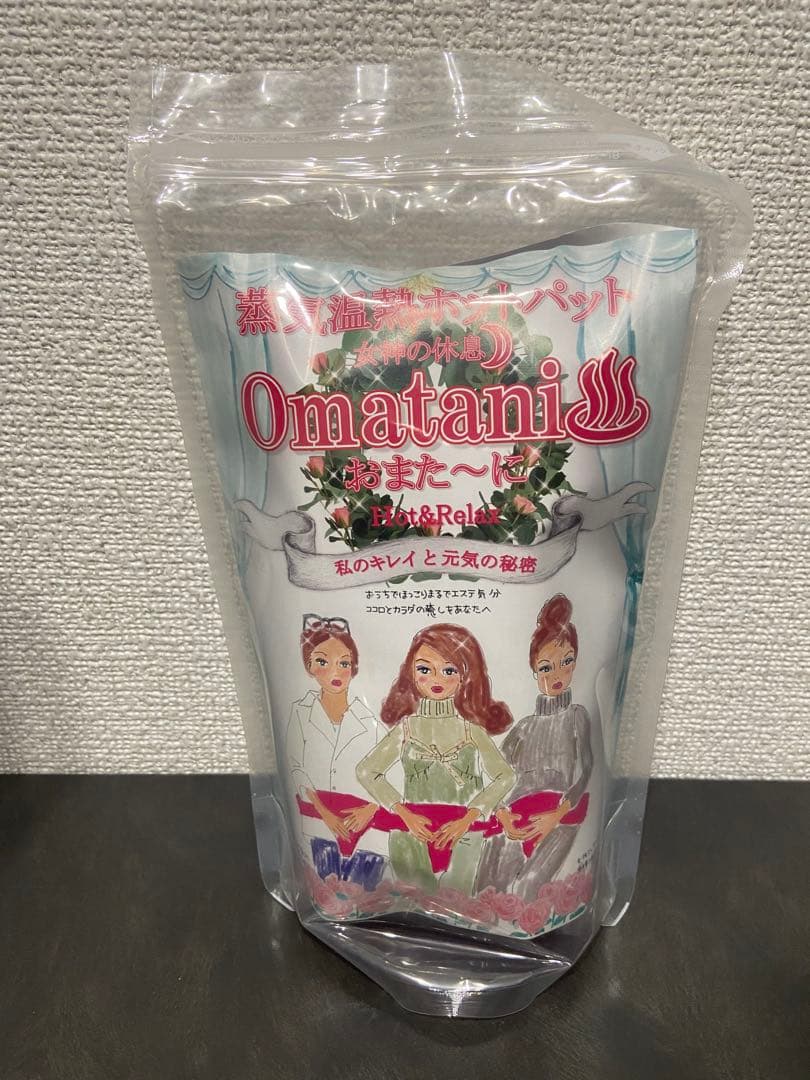 蒸気温熱ホットパット
女神の休息
Omatani♨
おまた～に
Hot&Relax
私のキレイと元気の秘密
おうちでほっこりまるでエステ気分
ココロとカラダの癒しをあなたへ